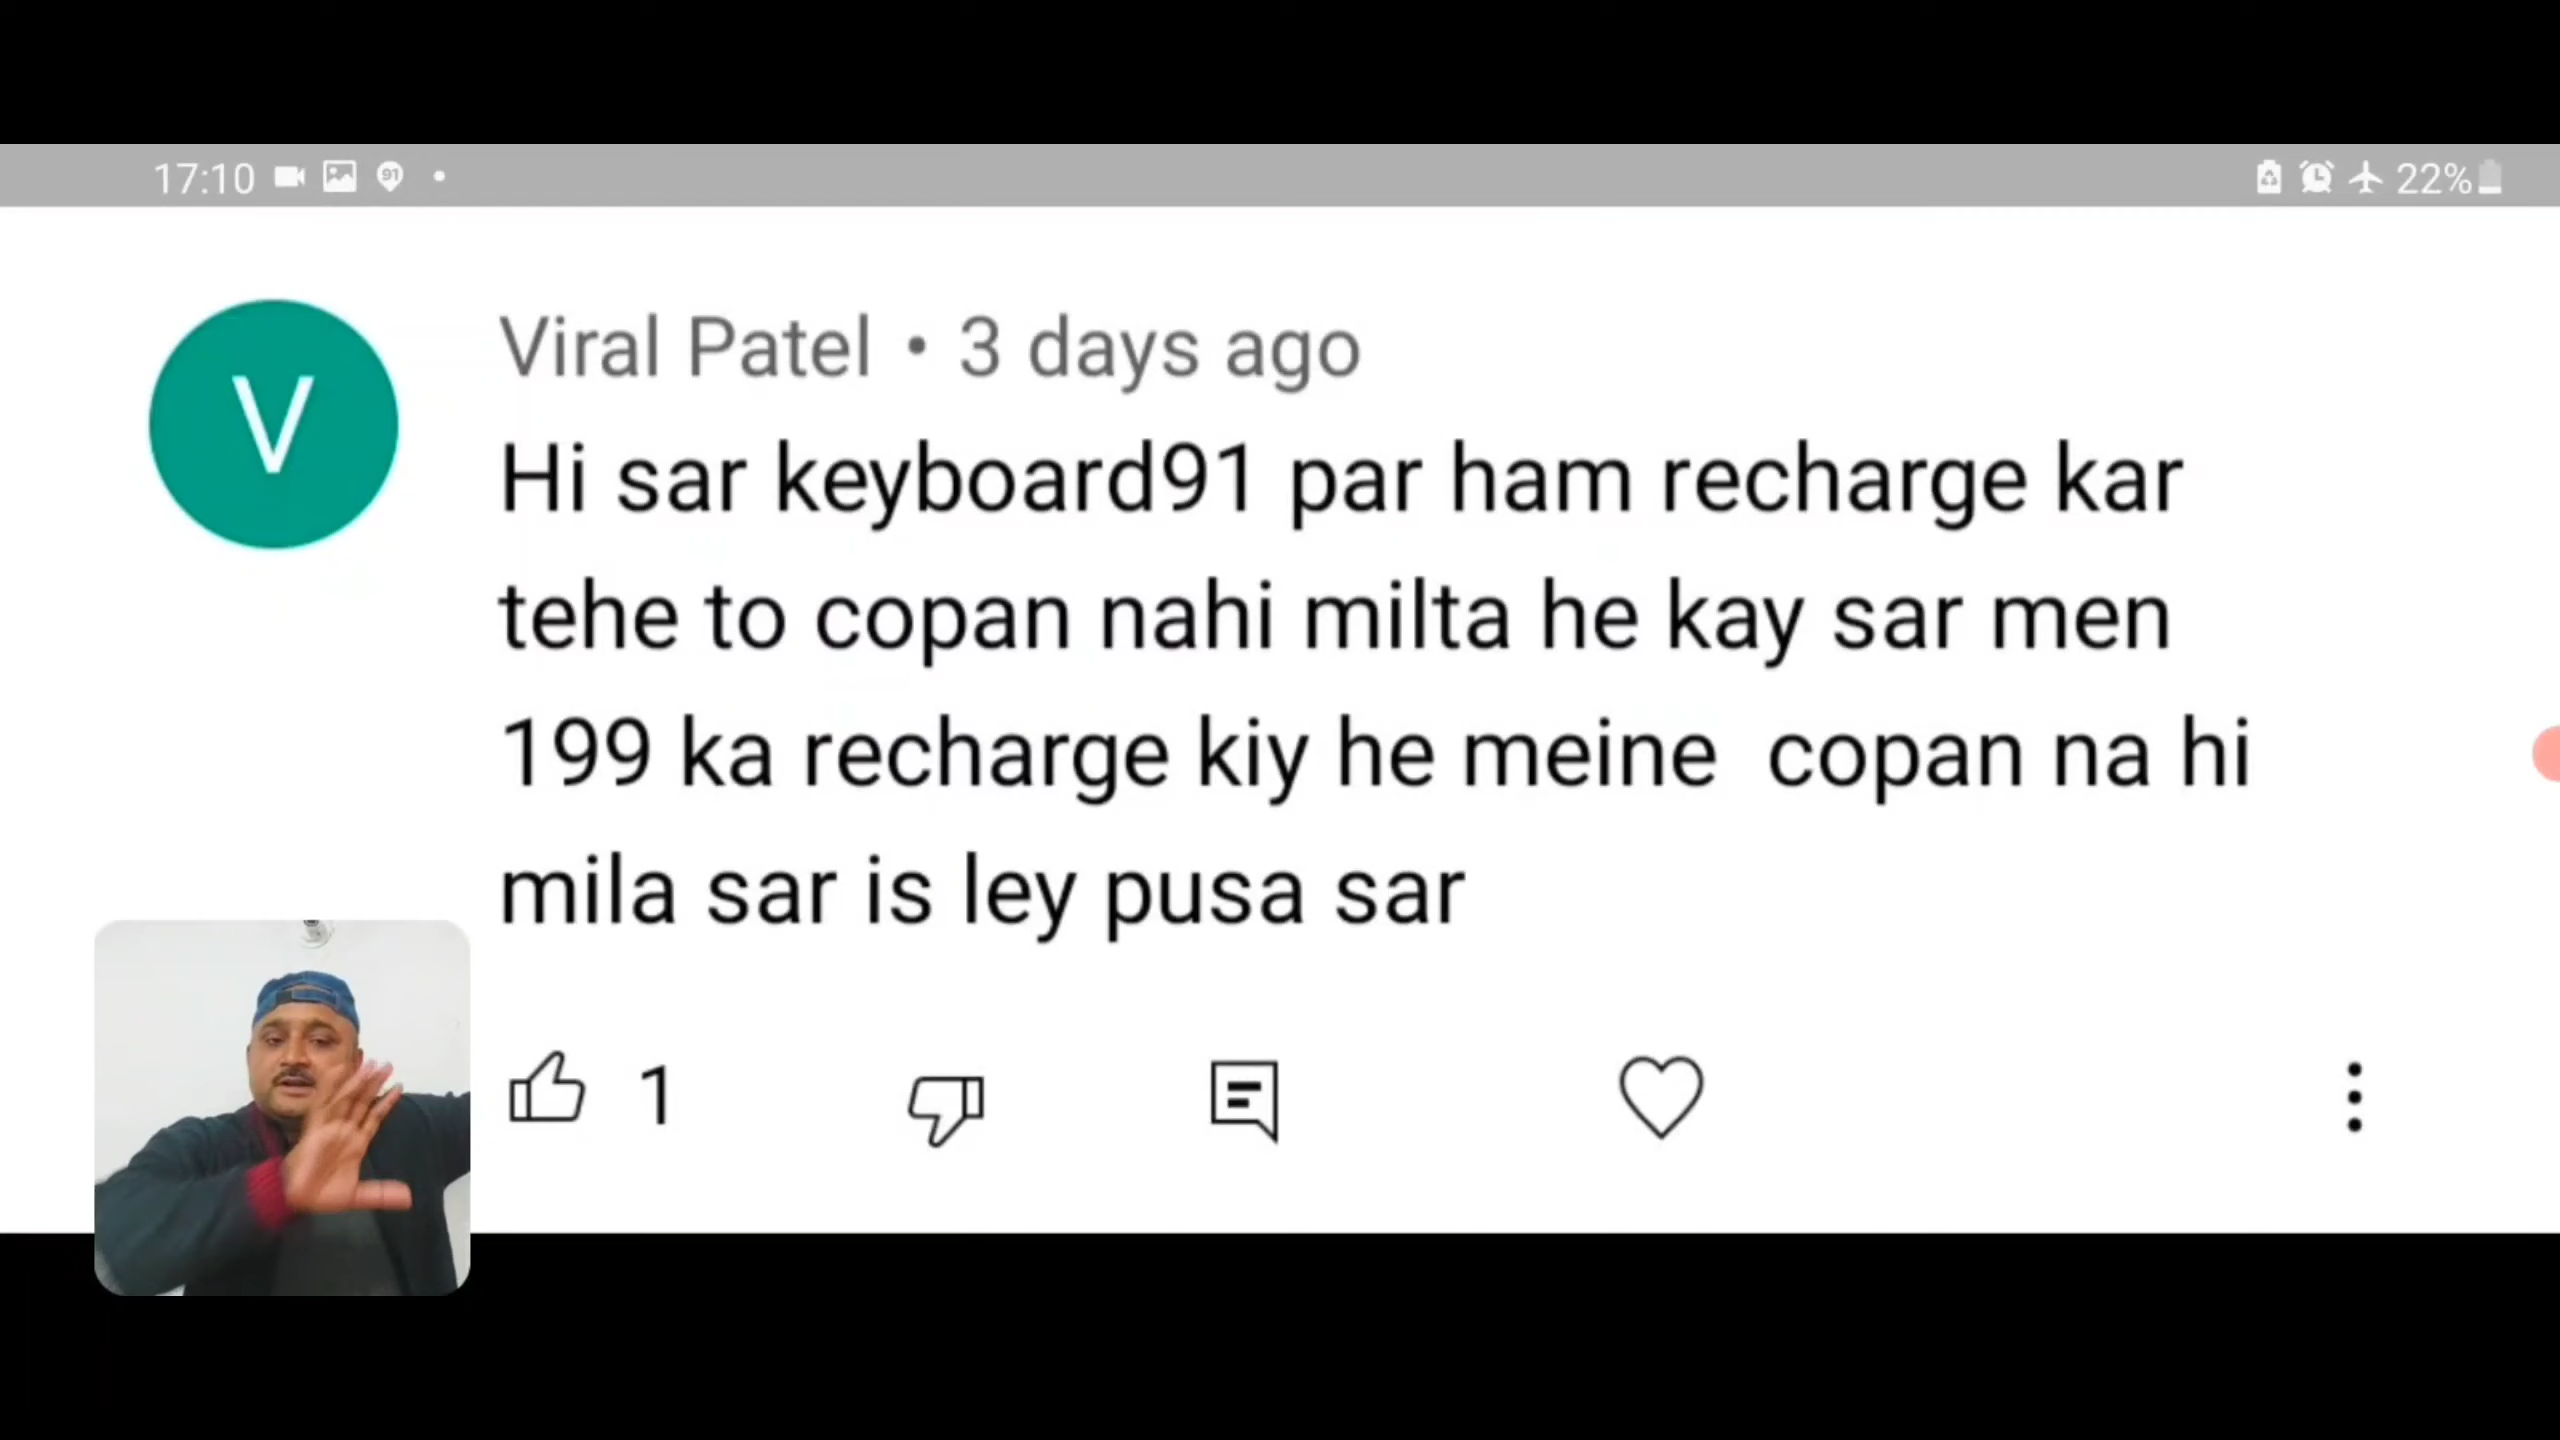 17:10 91 22%
V
Viral Patel • 3 days ago
Hi sar keyboard91 par ham recharge kar
tehe to copan nahi milta he kay sar men
199 ka recharge kiy he meine  copan na hi
mila sar is ley pusa sar
1